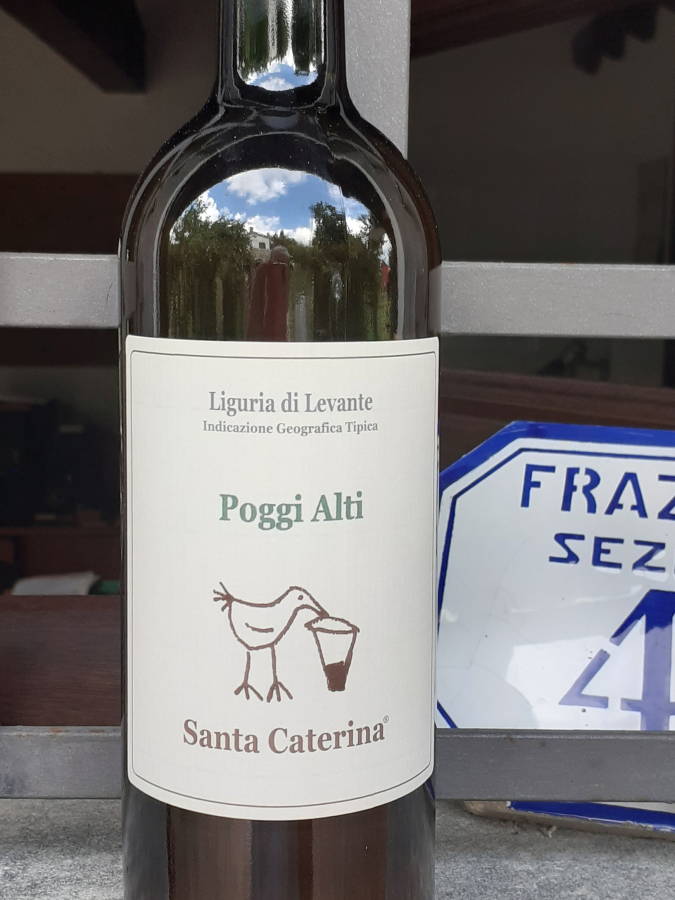 Liguria di Levante
Indicazione Geografica Tipica
Poggi Alti
Santa Caterina®
FRAZ
SEZ
4